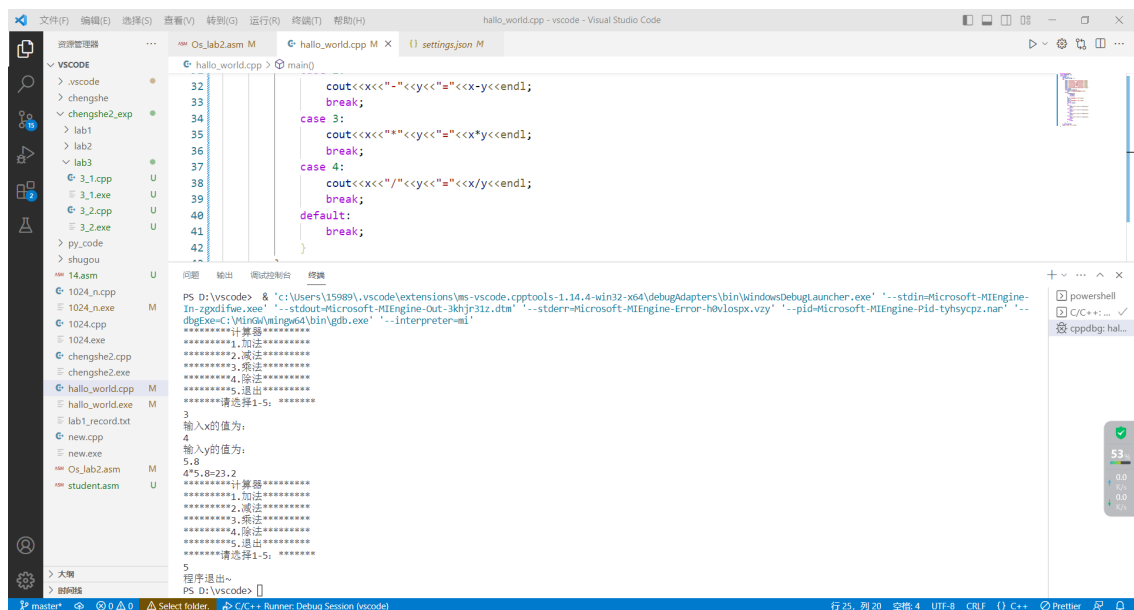 文件(F) 编辑(E) 选择(S) 查看(V) 转到(G) 运行(R) 终端(T) 帮助(H) hallo_world.cpp - vscode - Visual Studio Code
资源管理器 ··· Os_lab2.asm M hallo_world.cpp M × {} settings.json M
VSCODE
hallo_world.cpp > main()
.vscode
chengshe
chengshe2_exp
lab1
lab2
lab3
3_1.cpp U
3_1.exe U
3_2.cpp U
3_2.exe U
py_code
shugou
14.asm U
1024_n.cpp
1024_n.exe M
1024.cpp
1024.exe
chengshe2.cpp
chengshe2.exe
hallo_world.cpp M
hallo_world.exe M
lab1_record.txt
new.cpp
new.exe
Os_lab2.asm M
student.asm U
大纲
时间线
15
2
32 cout<<x<<"-"<<y<<"="<<x-y<<endl;
33 break;
34 case 3:
35 cout<<x<<"*"<<y<<"="<<x*y<<endl;
36 break;
37 case 4:
38 cout<<x<<"/"<<y<<"="<<x/y<<endl;
39 break;
40 default:
41 break;
42 }
问题 输出 调试控制台 终端
PS D:\vscode> & 'c:\Users\15989\.vscode\extensions\ms-vscode.cpptools-1.14.4-win32-x64\debugAdapters\bin\WindowsDebugLauncher.exe' '--stdin=Microsoft-MIEngine-
In-zgxdifwe.xee' '--stdout=Microsoft-MIEngine-Out-3khjr31z.dtm' '--stderr=Microsoft-MIEngine-Error-h0vlospx.vzy' '--pid=Microsoft-MIEngine-Pid-tyhsycpz.nar' '--
dbgExe=C:\MinGW\mingw64\bin\gdb.exe' '--interpreter=mi'
*********计算器*********
*********1.加法*********
*********2.减法*********
*********3.乘法*********
*********4.除法*********
*********5.退出*********
*******请选择1-5: *******
3
输入x的值为:
4
输入y的值为:
5.8
4*5.8=23.2
*********计算器*********
*********1.加法*********
*********2.减法*********
*********3.乘法*********
*********4.除法*********
*********5.退出*********
*******请选择1-5: *******
5
程序退出~
PS D:\vscode>
powershell
C/C++: ...
cppdbg: hal...
53%
0.0
K/s
0.0
K/s
master* 0 0 Select folder. C/C++ Runner: Debug Session (vscode) 行 25，列 20 空格: 4 UTF-8 CRLF {} C++ Prettier